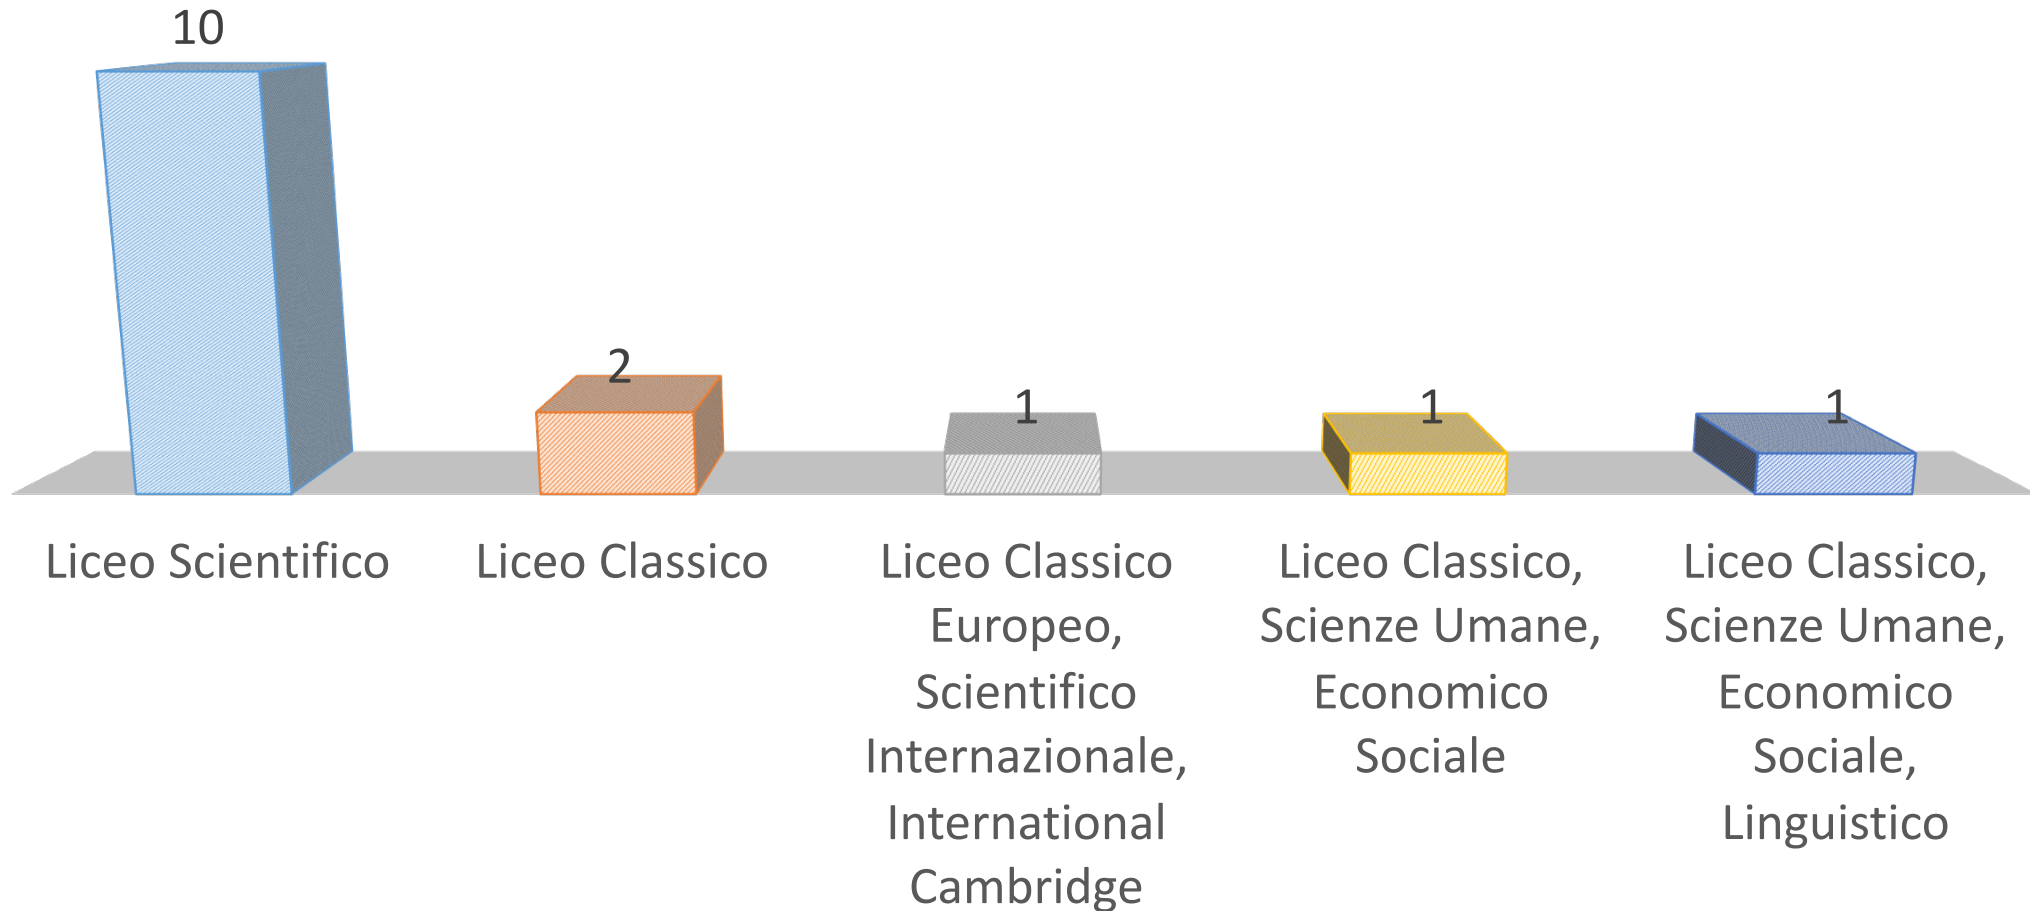 10
2
1
1
1
Liceo Scientifico
Liceo Classico
Liceo Classico
Europeo,
Scientifico
Internazionale,
International
Cambridge
Liceo Classico,
Scienze Umane,
Economico
Sociale
Liceo Classico,
Scienze Umane,
Economico
Sociale,
Linguistico